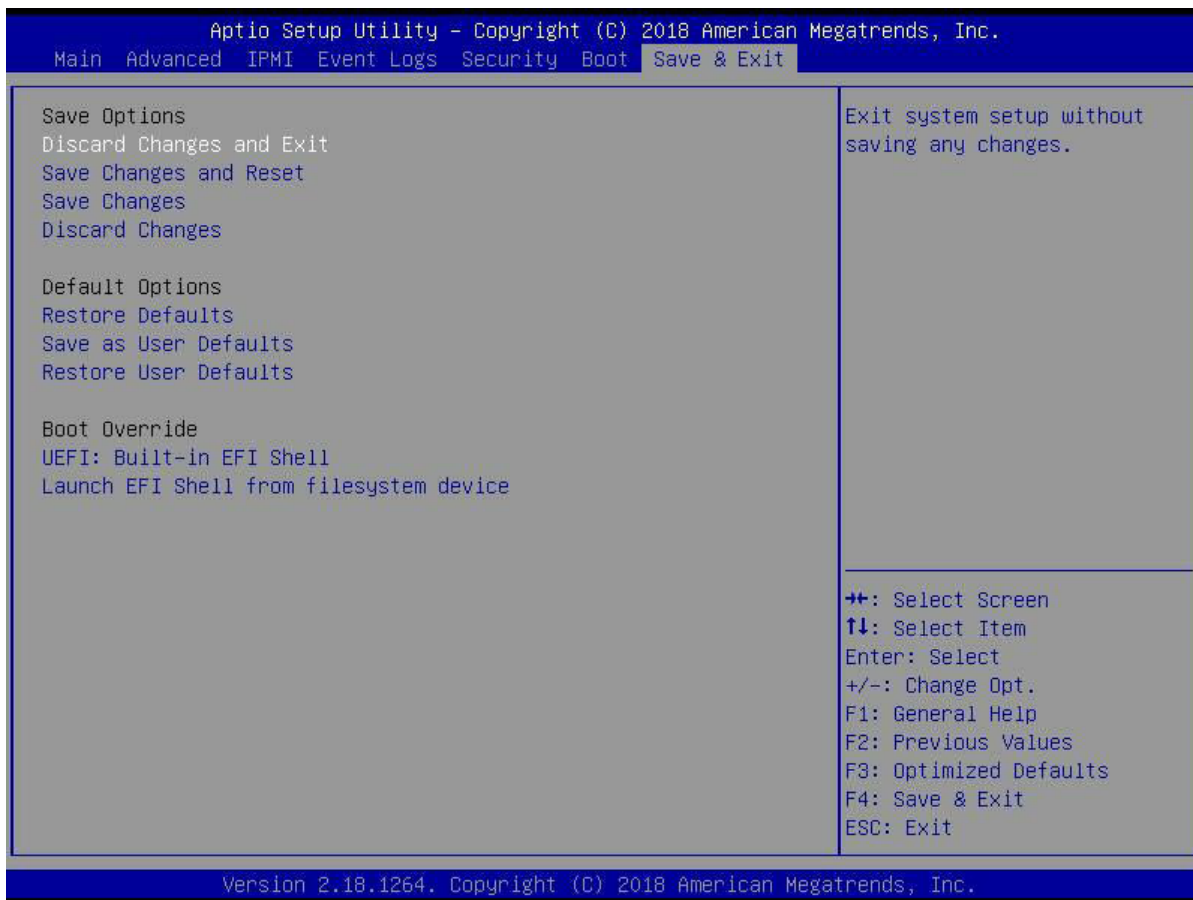 Aptio Setup Utility – Copyright (C) 2018 American Megatrends, Inc.
Main Advanced IPMI Event Logs Security Boot Save & Exit
Save Options
Discard Changes and Exit
Save Changes and Reset
Save Changes
Discard Changes
Default Options
Restore Defaults
Save as User Defaults
Restore User Defaults
Boot Override
UEFI: Built-in EFI Shell
Launch EFI Shell from filesystem device
Exit system setup without
saving any changes.
→←: Select Screen
↑↓: Select Item
Enter: Select
+/-: Change Opt.
F1: General Help
F2: Previous Values
F3: Optimized Defaults
F4: Save & Exit
ESC: Exit
Version 2.18.1264. Copyright (C) 2018 American Megatrends, Inc.